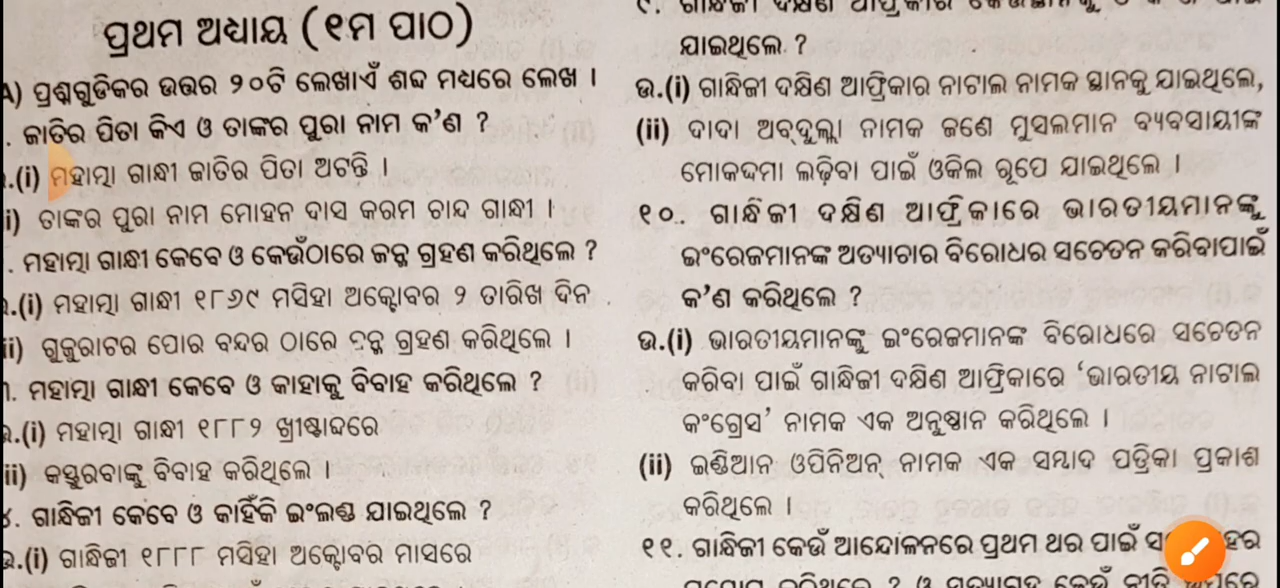 ପ୍ରଥମ ଅଧ୍ୟାୟ (୧ମ ପାଠ)
A) ପ୍ରଶ୍ନଗୁଡିକର ଉତ୍ତର ୨୦ଟି ଲେଖାଏଁ ଶବ୍ଦ ମଧ୍ୟରେ ଲେଖ ।
. ଜାତିର ପିତା କିଏ ଓ ତାଙ୍କର ପୁରା ନାମ କ’ଣ ?
.(i) ମହାତ୍ମା ଗାନ୍ଧୀ ଜାତିର ପିତା ଅଟନ୍ତି ।
i) ତାଙ୍କର ପୁରା ନାମ ମୋହନ ଦାସ କରମ ଚାନ୍ଦ ଗାନ୍ଧୀ ।
. ମହାତ୍ମା ଗାନ୍ଧୀ କେବେ ଓ କେଉଁଠାରେ ଜନ୍ମ ଗ୍ରହଣ କରିଥିଲେ ?
.(i) ମହାତ୍ମା ଗାନ୍ଧୀ ୧୮୬୯ ମସିହା ଅକ୍ଟୋବର ୨ ତାରିଖ ଦିନ
ii) ଗୁଜୁରାଟର ପୋର ବନ୍ଦର ଠାରେ ଜନ୍ମ ଗ୍ରହଣ କରିଥିଲେ ।
୩. ମହାତ୍ମା ଗାନ୍ଧୀ କେବେ ଓ କାହାକୁ ବିବାହ କରିଥିଲେ ?
ଉ.(i) ମହାତ୍ମା ଗାନ୍ଧୀ ୧୮୮୨ ଖ୍ରୀଷ୍ଟାବ୍ଦରେ
ii) କସ୍ତୁରବାଙ୍କୁ ବିବାହ କରିଥିଲେ ।
୪. ଗାନ୍ଧିଜୀ କେବେ ଓ କାହିଁକି ଇଂଲଣ୍ଡ ଯାଇଥିଲେ ?
ଉ.(i) ଗାନ୍ଧିଜୀ ୧୮୮୮ ମସିହା ଅକ୍ଟୋବର ମାସରେ
୯. ଗାନ୍ଧିଜୀ ଦକ୍ଷିଣ ଆଫ୍ରିକାର
ଯାଇଥିଲେ ?
ଉ.(i) ଗାନ୍ଧିଜୀ ଦକ୍ଷିଣ ଆଫ୍ରିକାର ନାଟାଲ ନାମକ ସ୍ଥାନକୁ ଯାଇଥିଲେ,
(ii) ଦାଦା ଅବ୍‌ଦୁଲ୍ଲା ନାମକ ଜଣେ ମୁସଲମାନ ବ୍ୟବସାୟୀଙ୍କ
ମୋକଦ୍ଦମା ଲଢ଼ିବା ପାଇଁ ଓକିଲ ରୂପେ ଯାଇଥିଲେ ।
୧୦.. ଗାନ୍ଧିଜୀ ଦକ୍ଷିଣ ଆଫ୍ରିକାରେ ଭାରତୀୟମାନଙ୍କୁ
ଇଂରେଜମାନଙ୍କ ଅତ୍ୟାଚାର ବିରୋଧର ସଚେତନ କରିବାପାଇଁ
କ’ଣ କରିଥିଲେ ?
ଉ.(i) ଭାରତୀୟମାନଙ୍କୁ ଇଂରେଜମାନଙ୍କ ବିରୋଧରେ ସଚେତନ
କରିବା ପାଇଁ ଗାନ୍ଧିଜୀ ଦକ୍ଷିଣ ଆଫ୍ରିକାରେ ‘ଭାରତୀୟ ନାଟାଲ
କଂଗ୍ରେସ’ ନାମକ ଏକ ଅନୁଷ୍ଠାନ କରିଥିଲେ ।
(ii) ଇଣ୍ଡିଆନ ଓପିନିଅନ୍ ନାମକ ଏକ ସମ୍ବାଦ ପତ୍ରିକା ପ୍ରକାଶ
କରିଥିଲେ ।
୧୧.. ଗାନ୍ଧିଜୀ କେଉଁ ଆନ୍ଦୋଳନରେ ପ୍ରଥମ ଥର ପାଇଁ